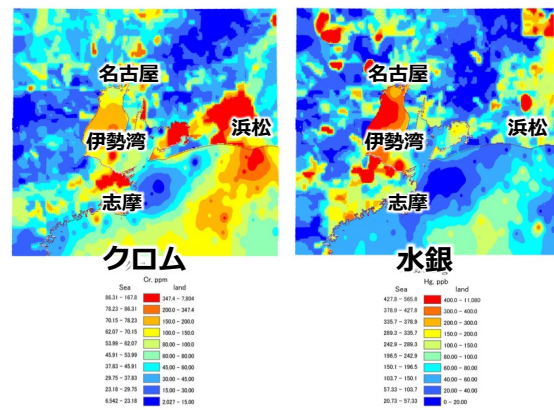 名古屋
伊勢湾
浜松
志摩
クロム
Cr, ppm
Sea land
86.31 - 167.8 347.4 - 7,804
78.23 - 86.31 200.0 - 347.4
70.15 - 78.23 150.0 - 200.0
62.07 - 70.15 100.0 - 150.0
53.99 - 62.07 80.00 - 100.0
45.91 - 53.99 60.00 - 80.00
37.83 - 45.91 45.00 - 60.00
29.75 - 37.83 30.00 - 45.00
23.18 - 29.75 15.00 - 30.00
6.542 - 23.18 2.027 - 15.00
名古屋
伊勢湾
浜松
志摩
水銀
Hg, ppb
Sea land
427.8 - 565.8 400.0 - 11,080
378.9 - 427.8 300.0 - 400.0
335.7 - 378.9 200.0 - 300.0
289.3 - 335.7 150.0 - 200.0
242.9 - 289.3 100.0 - 150.0
196.5 - 242.9 80.00 - 100.0
150.1 - 196.5 60.00 - 80.00
103.7 - 150.1 40.00 - 60.00
57.33 - 103.7 20.00 - 40.00
20.73 - 57.33 0 - 20.00